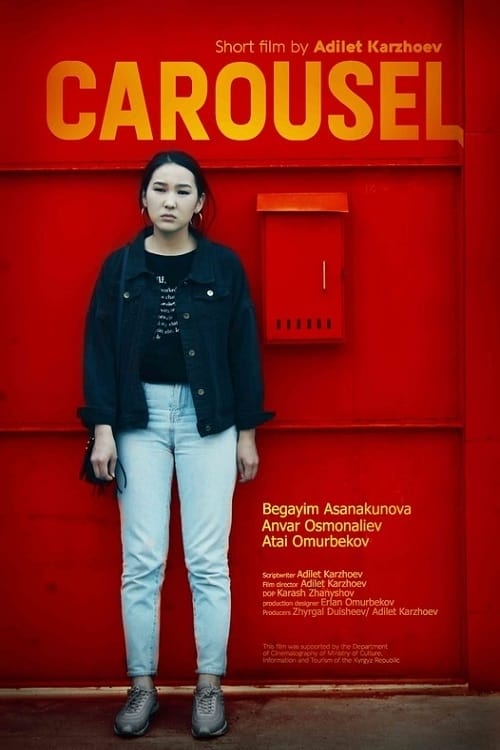 Short film by Adilet Karzhoev
CAROUSEL
Begayim Asanakunova
Anvar Osmonaliev
Atai Omurbekov
Scriptwriter Adilet Karzhoev
Film director Adilet Karzhoev
DOP Karash Zhanyshov
production designer Erlan Omurbekov
Producers Zhyrgal Duisheev/ Adilet Karzhoev
This film was supported by the Department
of Cinematography of Ministry of Culture,
Information and Tourism of the Kyrgyz Republic